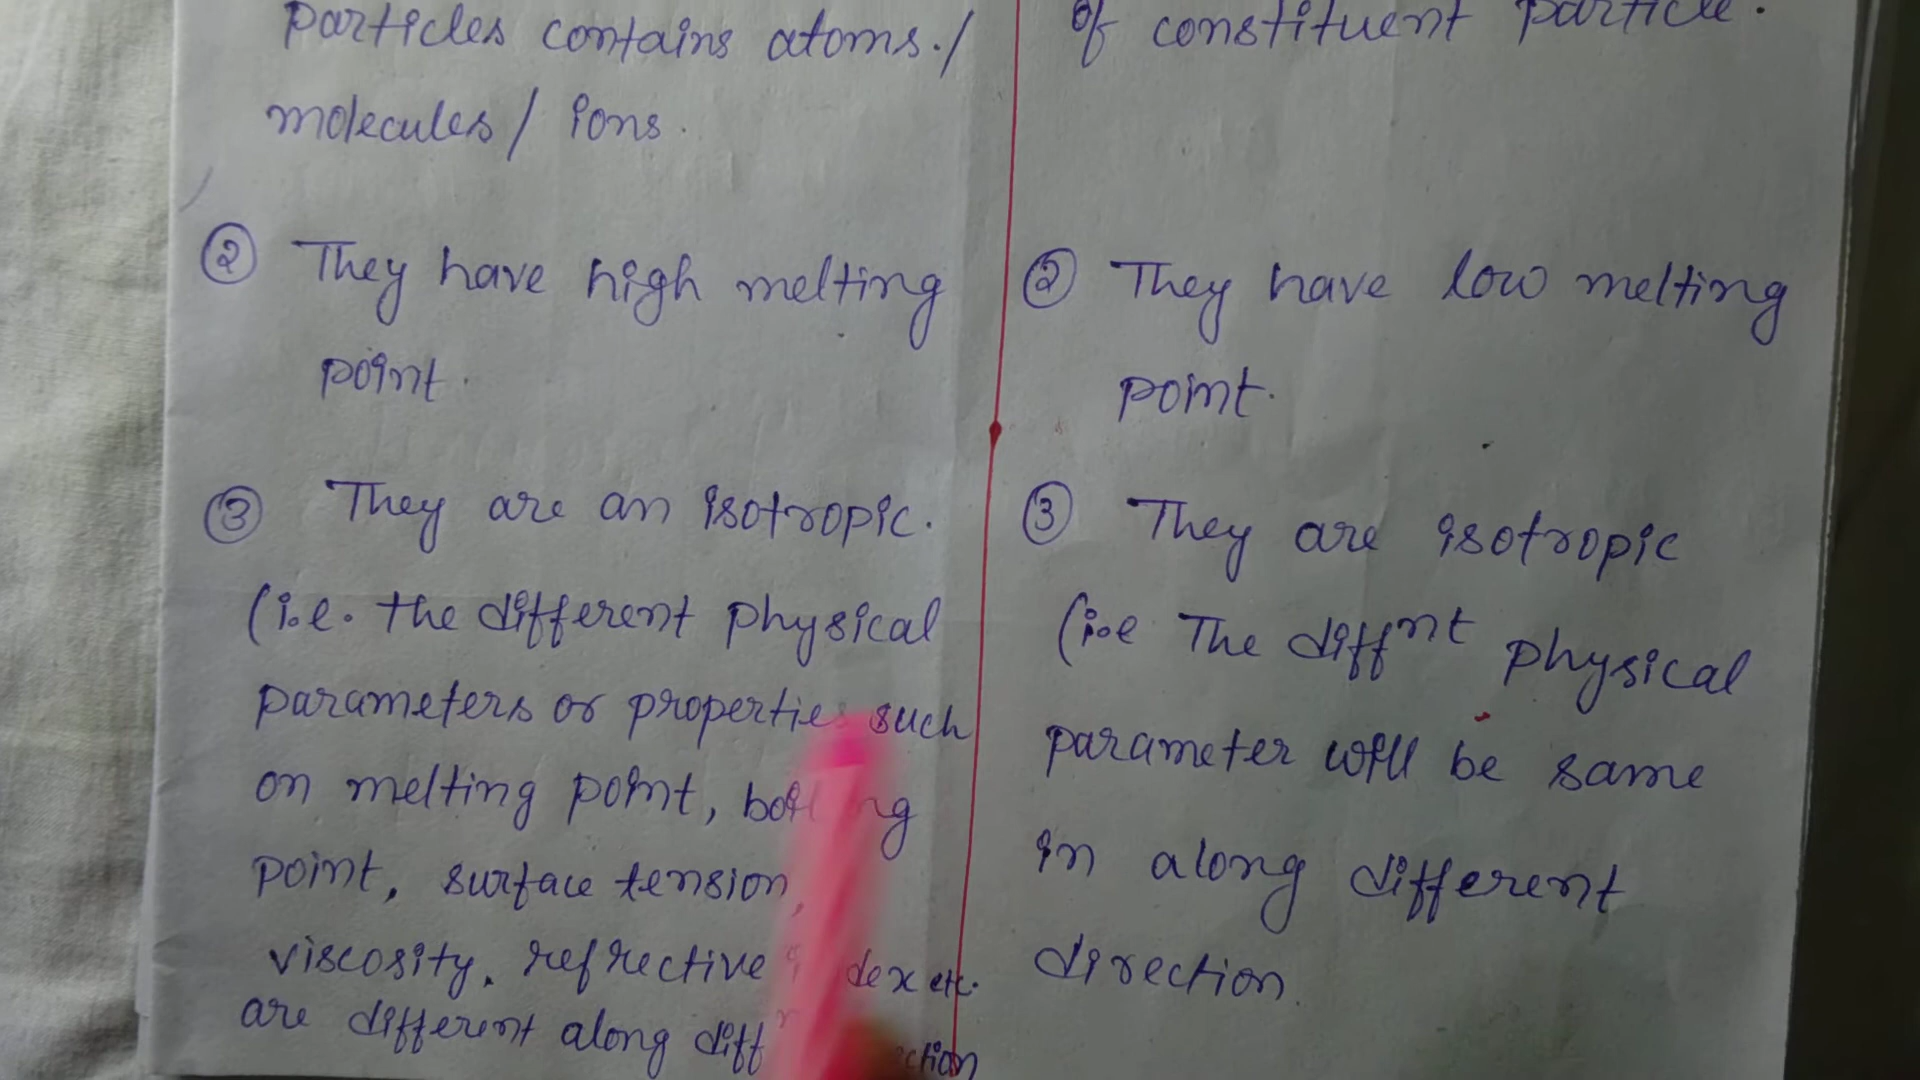 particles contains atoms./
molecules/ ions.
② They have high melting
point.
③ They are an isotropic.
(i.e. the different physical
parameters or properties such
on melting point, boiling
point, surface tension,
viscosity, refrective dex etc.
are different along diff
of constituent particle.
② They have low melting
point.
③ They are isotropic
(i.e The diffnt physical
parameter will be same
in along different
direction.